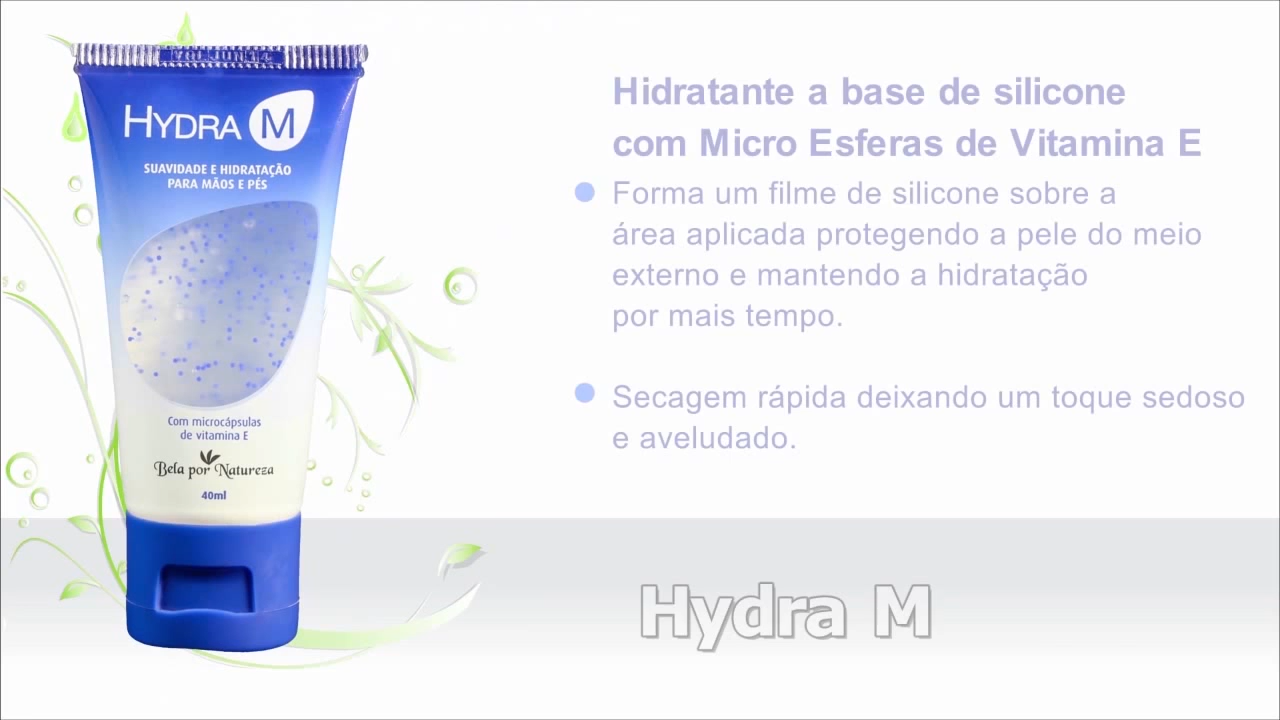 HYDRA M
SUAVIDADE E HIDRATAÇÃO
PARA MÃOS E PÉS
Com microcápsulas
de vitamina E
Bela por Natureza
40ml
Hidratante a base de silicone
com Micro Esferas de Vitamina E
Forma um filme de silicone sobre a
área aplicada protegendo a pele do meio
externo e mantendo a hidratação
por mais tempo.
Secagem rápida deixando um toque sedoso
e aveludado.
Hydra M